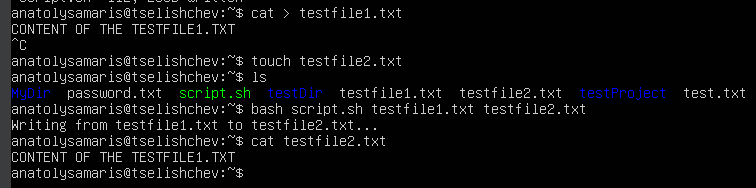 anatolysamaris@tselishchev:~$ cat > testfile1.txt
CONTENT OF THE TESTFILE1.TXT
^C
anatolysamaris@tselishchev:~$ touch testfile2.txt
anatolysamaris@tselishchev:~$ ls
MyDir password.txt script.sh testDir testfile1.txt testfile2.txt testProject test.txt
anatolysamaris@tselishchev:~$ bash script.sh testfile1.txt testfile2.txt
Writing from testfile1.txt to testfile2.txt...
anatolysamaris@tselishchev:~$ cat testfile2.txt
CONTENT OF THE TESTFILE1.TXT
anatolysamaris@tselishchev:~$